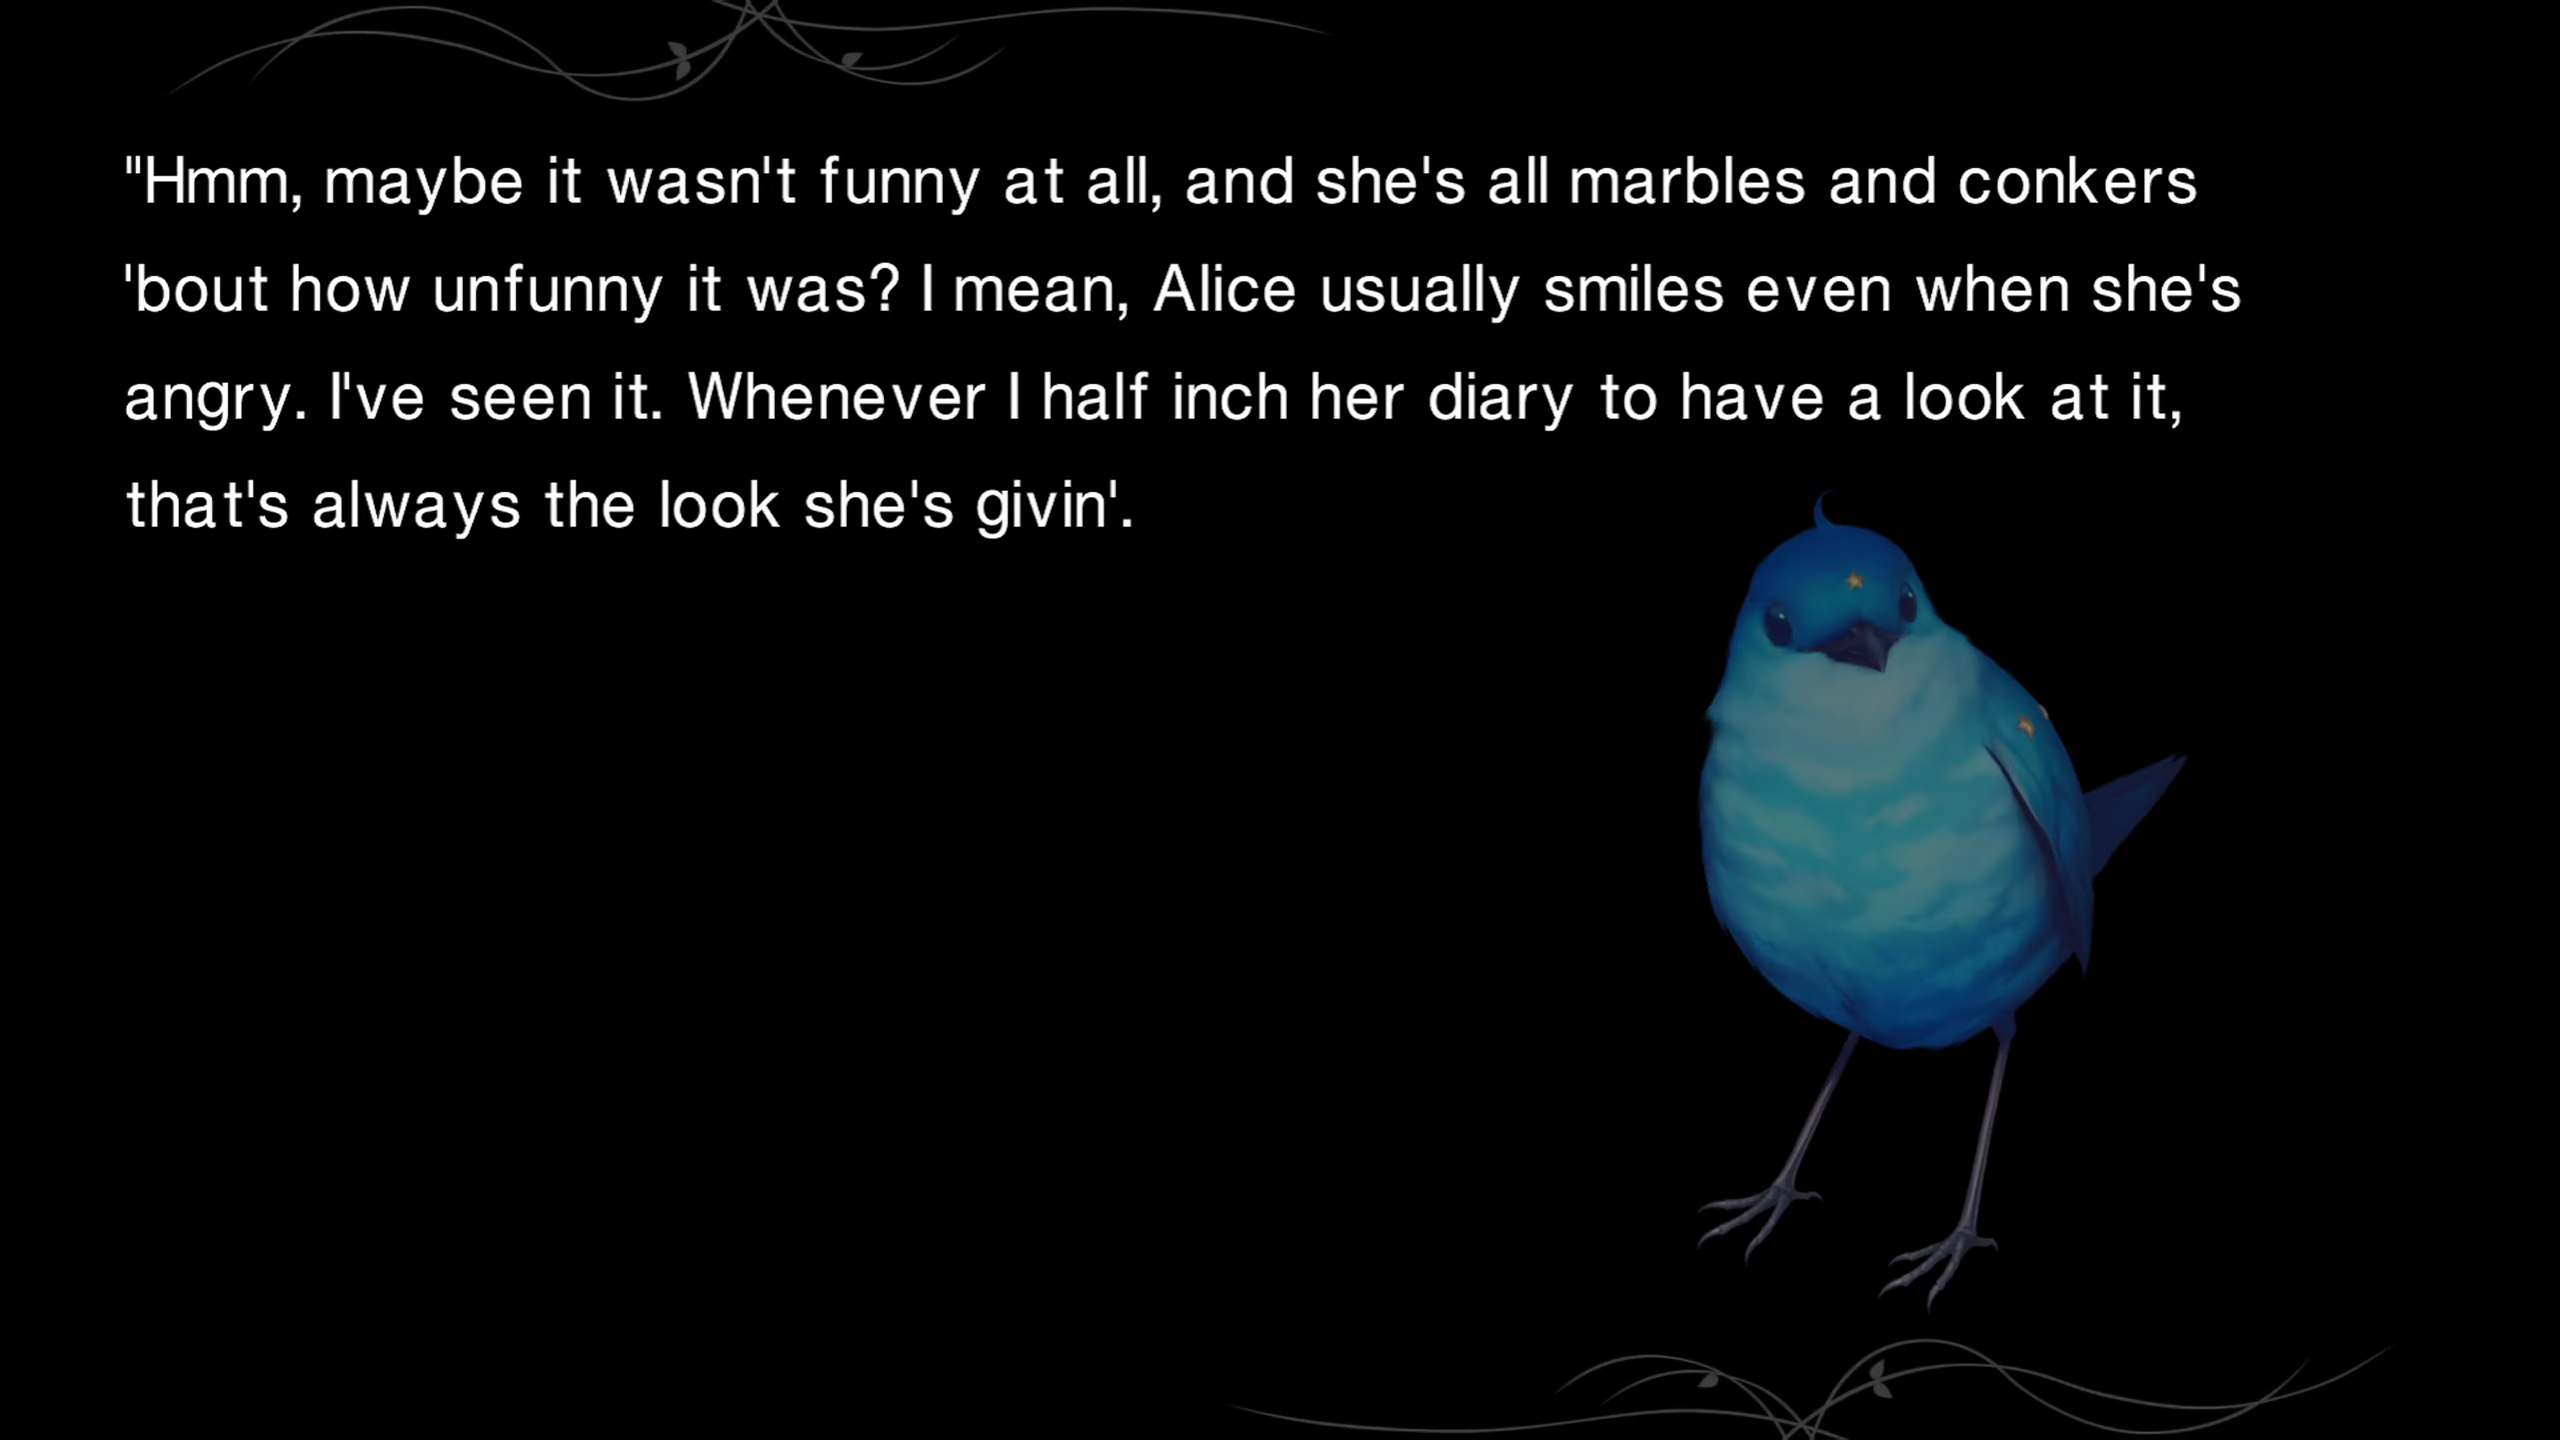 "Hmm, maybe it wasn't funny at all, and she's all marbles and conkers
'bout how unfunny it was? I mean, Alice usually smiles even when she's
angry. I've seen it. Whenever I half inch her diary to have a look at it,
that's always the look she's givin'.